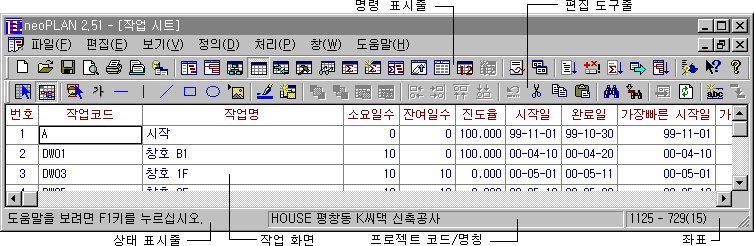 명령 표시줄 편집 도구줄
neoPLAN 2.51 - [작업 시트]
파일(F) 편집(E) 보기(V) 정의(D) 처리(P) 창(W) 도움말(H)
가
abc
번호 작업코드 작업명 소요일수 잔여일수 진도율 시작일 완료일 가장빠른 시작일 가
1 A 시작 0 0 100.000 99-11-01 99-10-30 99-11-01
2 DW01 창호 B1 10 0 100.000 00-04-10 00-04-20 00-04-10
3 DW03 창호 1F 10 10 0.000 00-05-01 00-05-11 00-05-01
도움말을 보려면 F1키를 누르십시오. HOUSE 평창동 K씨댁 신축공사 1125 - 729(15)
상태 표시줄 작업 화면 프로젝트 코드/명칭 좌표